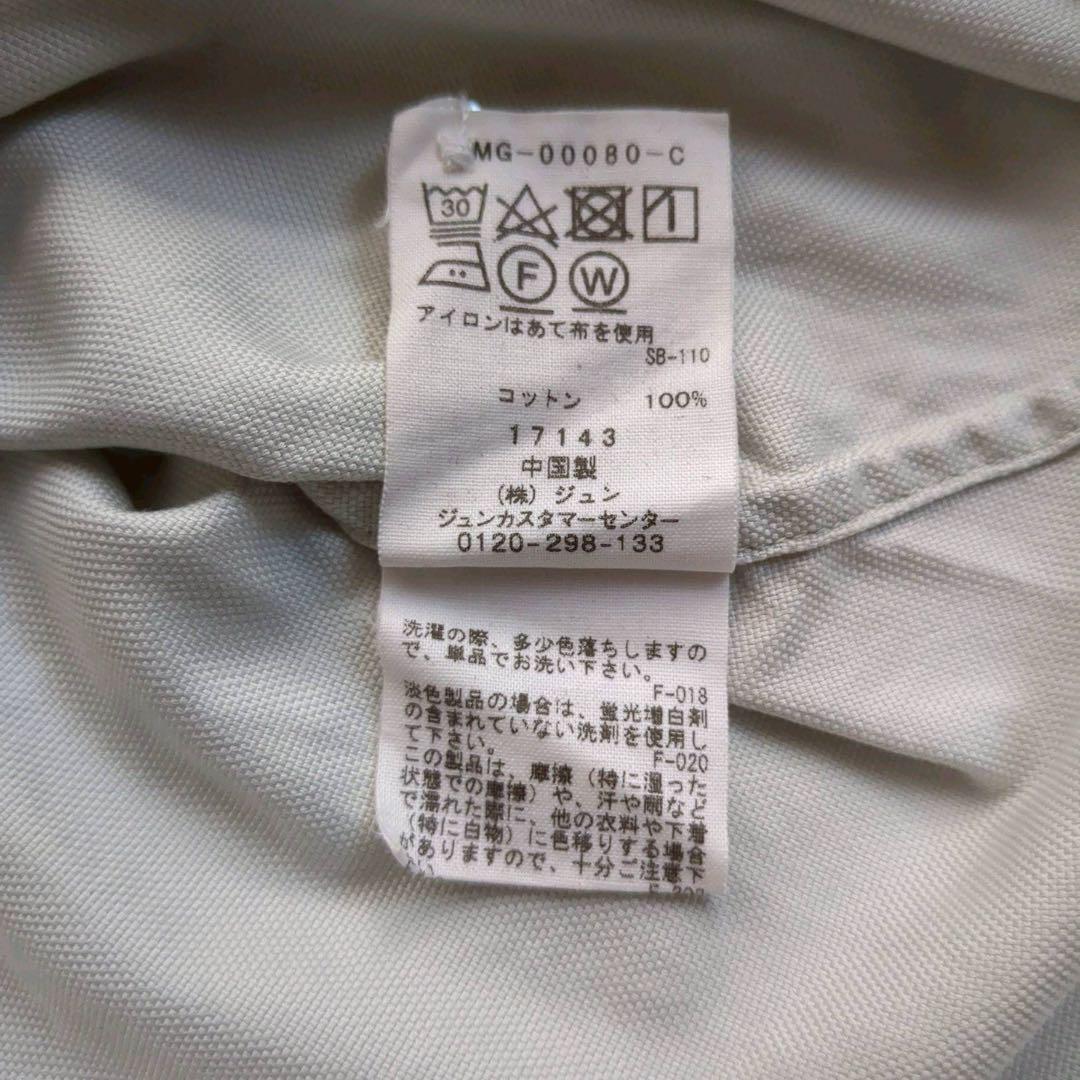 MG-00080-C
30
F W
アイロンはあて布を使用
SB-110
コットン 100%
17143
中国製
(株) ジュン
ジュンカスタマーセンター
0120-298-133
洗濯の際、多少色落ちしますの
で、単品でお洗い下さい。
F-018
淡色製品の場合は、蛍光増白剤
の含まれていない洗剤を使用し
て下さい。
F-020
この製品は、摩擦(特に湿った
状態での摩擦)や、汗や雨など
で濡れた際に、他の衣料や下着
(特に白物)に色移りする場合
がありますので、十分ご注意下